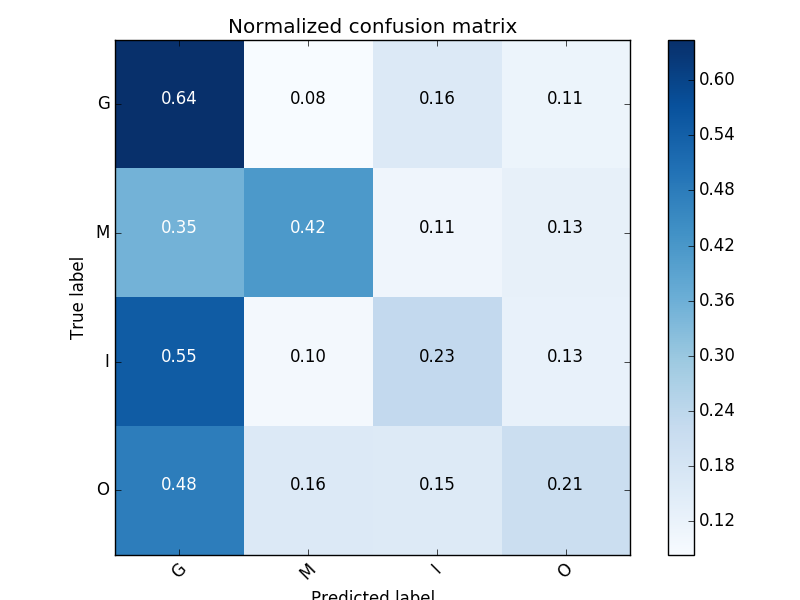 Normalized confusion matrix
True label
G 0.64 0.08 0.16 0.11
M 0.35 0.42 0.11 0.13
I 0.55 0.10 0.23 0.13
O 0.48 0.16 0.15 0.21
G M I O
Predicted label
0.60
0.54
0.48
0.42
0.36
0.30
0.24
0.18
0.12